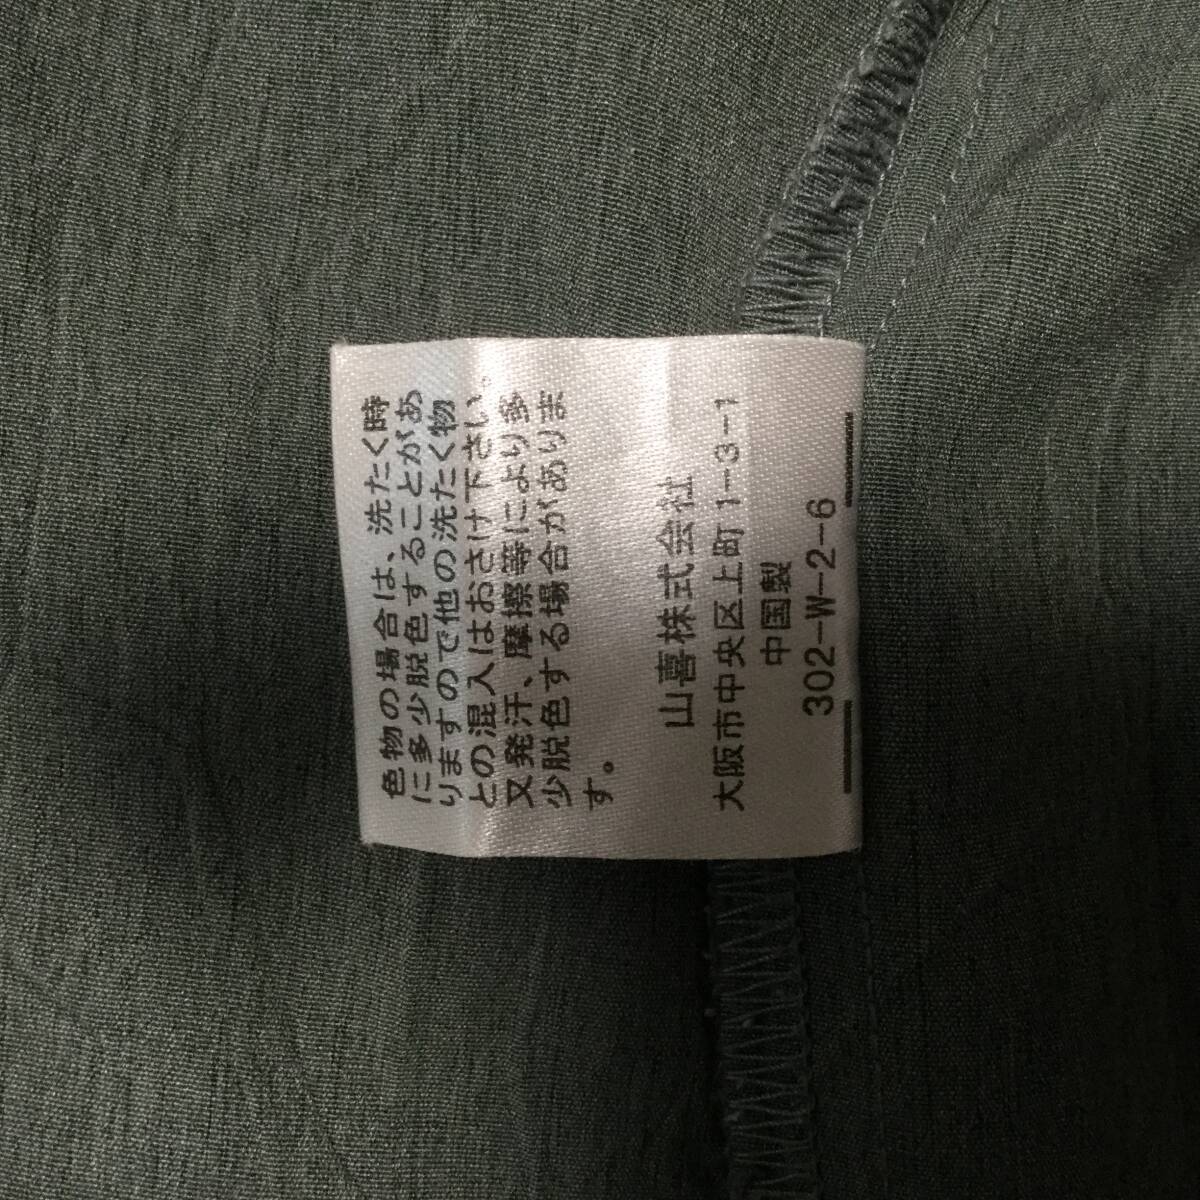 色物の場合は、洗たく時
に多少脱色することがあ
りますので他の洗たく物
との混入はおさけ下さい。
又発汗、摩擦等により多
少脱色する場合がありま
す。
山喜株式会社
大阪市中央区上町1-3-1
中国製
302-W-2-6